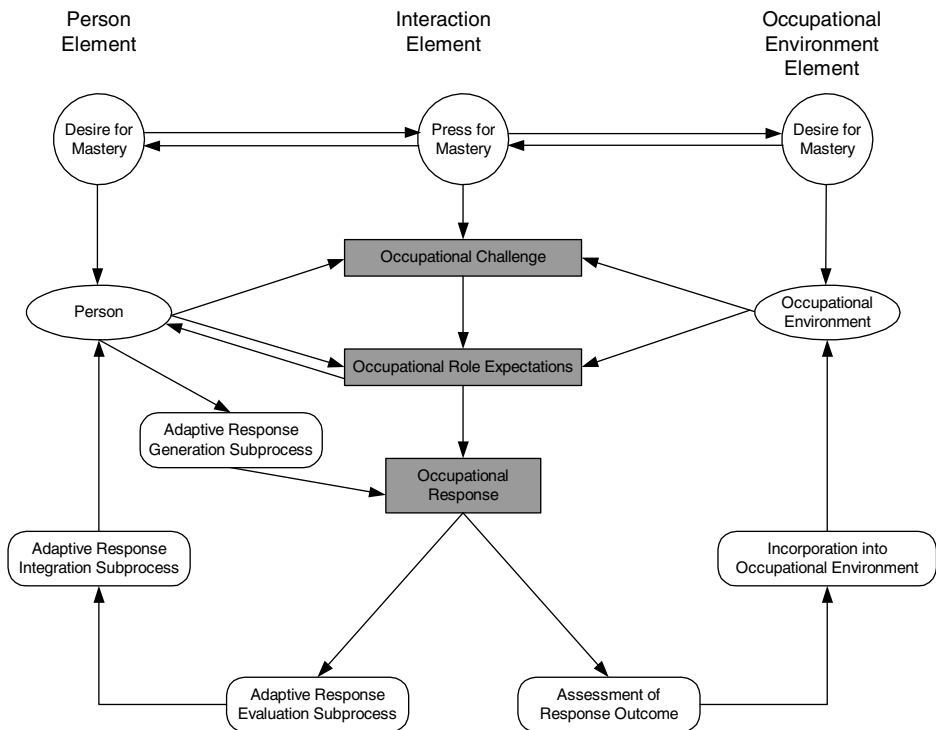 Person
Element
Interaction
Element
Occupational
Environment
Element
Desire for
Mastery
Press for
Mastery
Desire for
Mastery
Occupational Challenge
Person
Occupational
Environment
Occupational Role Expectations
Adaptive Response
Generation Subprocess
Occupational
Response
Adaptive Response
Integration Subprocess
Incorporation into
Occupational Environment
Adaptive Response
Evaluation Subprocess
Assessment of
Response Outcome